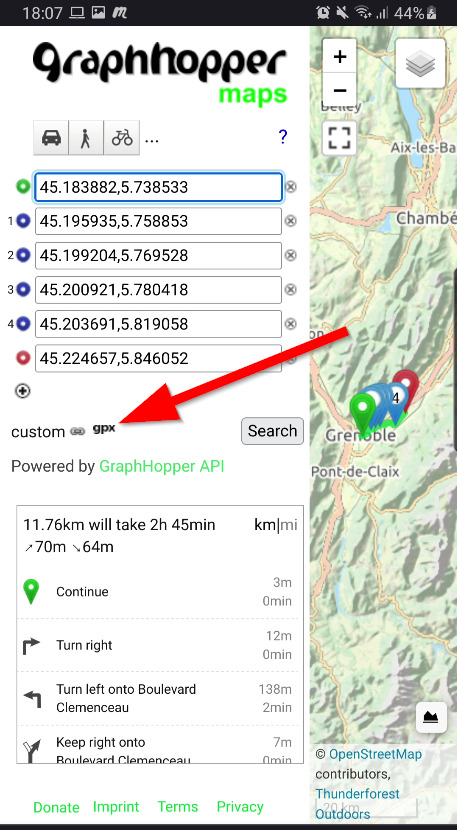 18:07
44%
graphhopper
maps
...
?
45.183882,5.738533
1
45.195935,5.758853
2
45.199204,5.769528
3
45.200921,5.780418
4
45.203691,5.819058
45.224657,5.846052
custom
gpx
Search
Powered by GraphHopper API
11.76km will take 2h 45min
km|mi
↗70m ↘64m
Continue
3m
0min
Turn right
12m
0min
Turn left onto Boulevard
Clemenceau
138m
2min
Keep right onto
Boulevard Clemenceau
7m
0min
Donate
Imprint
Terms
Privacy
+
−
Belley
Aix-les-Ba
Chambé
on
4
Grenoble
Pont-de-Claix
© OpenStreetMap
contributors,
Thunderforest
Outdoors
20 km